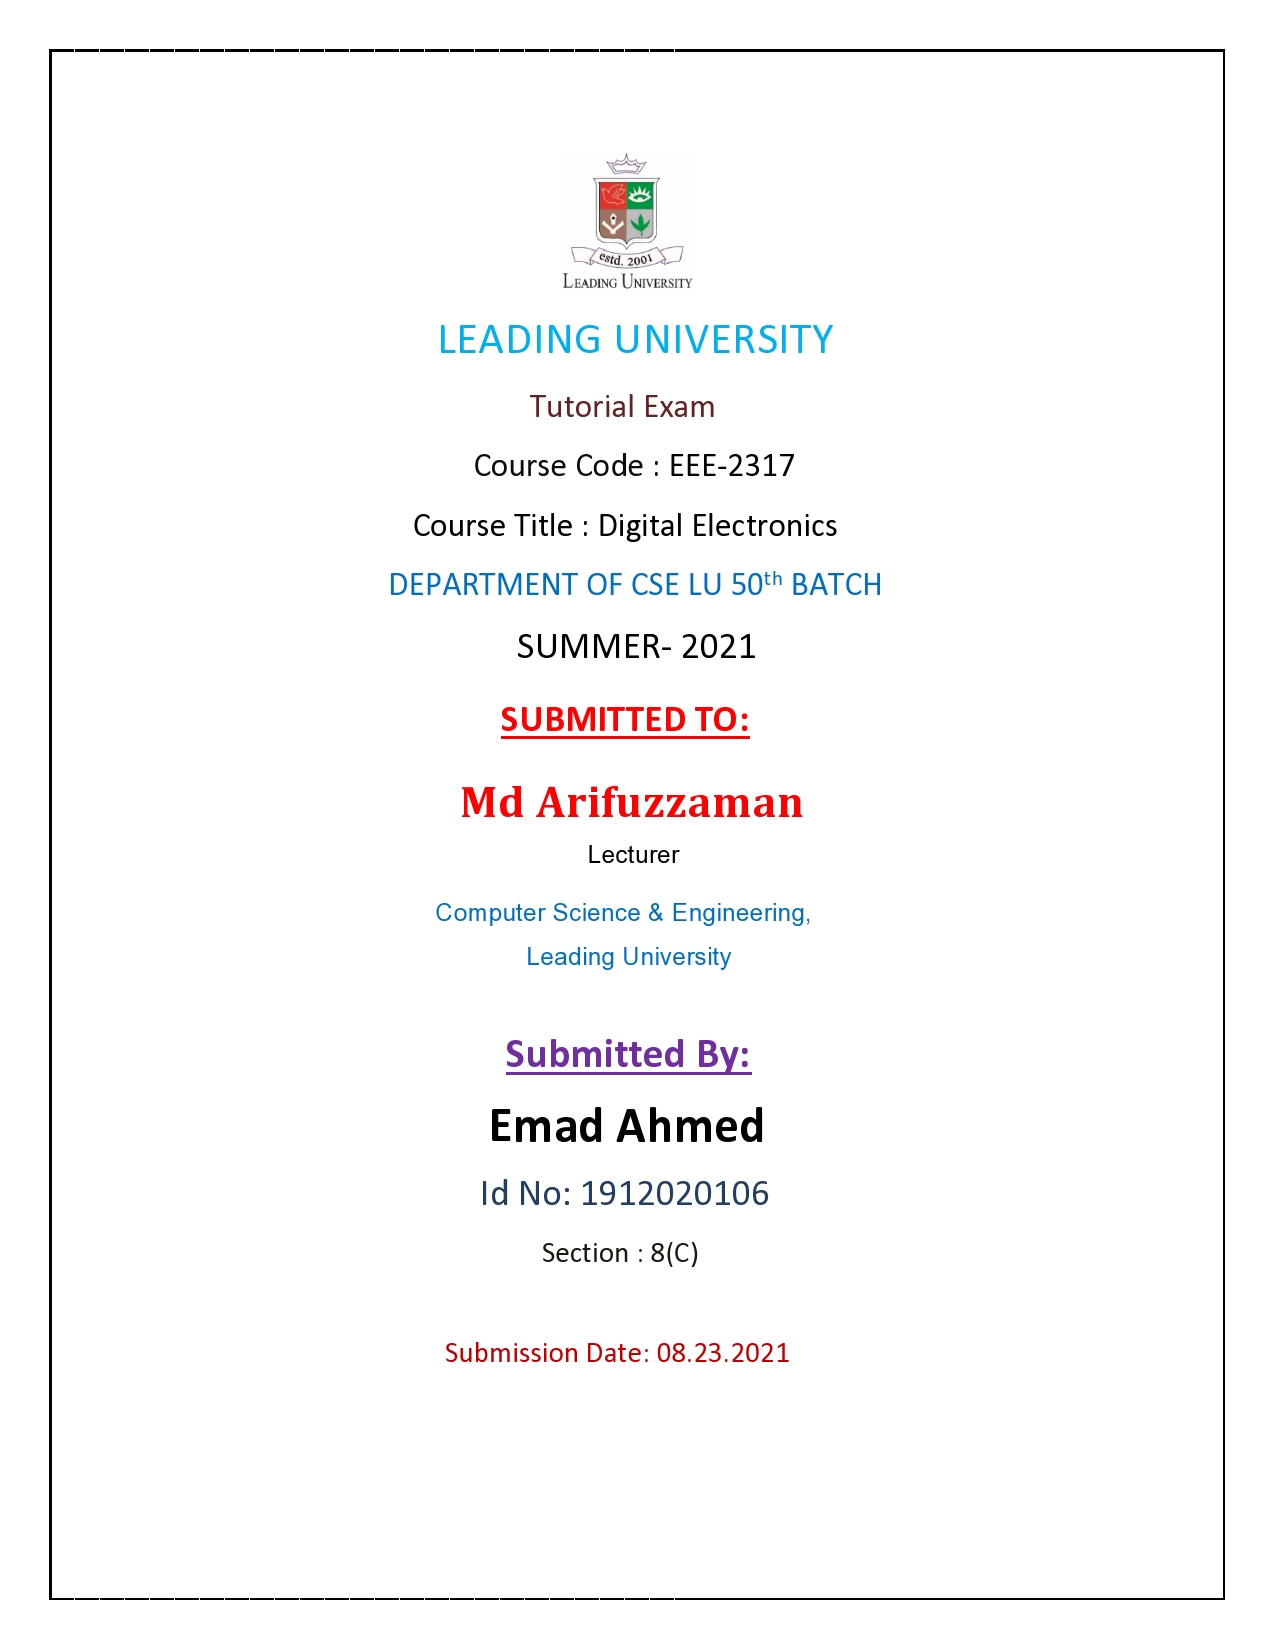 estd. 2001
LEADING UNIVERSITY
LEADING UNIVERSITY
Tutorial Exam
Course Code : EEE-2317
Course Title : Digital Electronics
DEPARTMENT OF CSE LU 50th BATCH
SUMMER- 2021
SUBMITTED TO:
Md Arifuzzaman
Lecturer
Computer Science & Engineering,
Leading University
Submitted By:
Emad Ahmed
Id No: 1912020106
Section : 8(C)
Submission Date: 08.23.2021